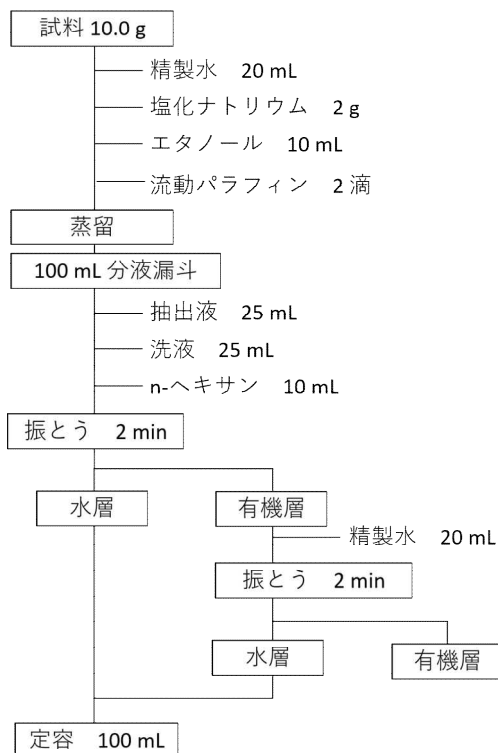 試料 10.0 g
精製水 20 mL
塩化ナトリウム 2 g
エタノール 10 mL
流動パラフィン 2 滴
蒸留
100 mL 分液漏斗
抽出液 25 mL
洗液 25 mL
n-ヘキサン 10 mL
振とう 2 min
水層
有機層
精製水 20 mL
振とう 2 min
水層
有機層
定容 100 mL